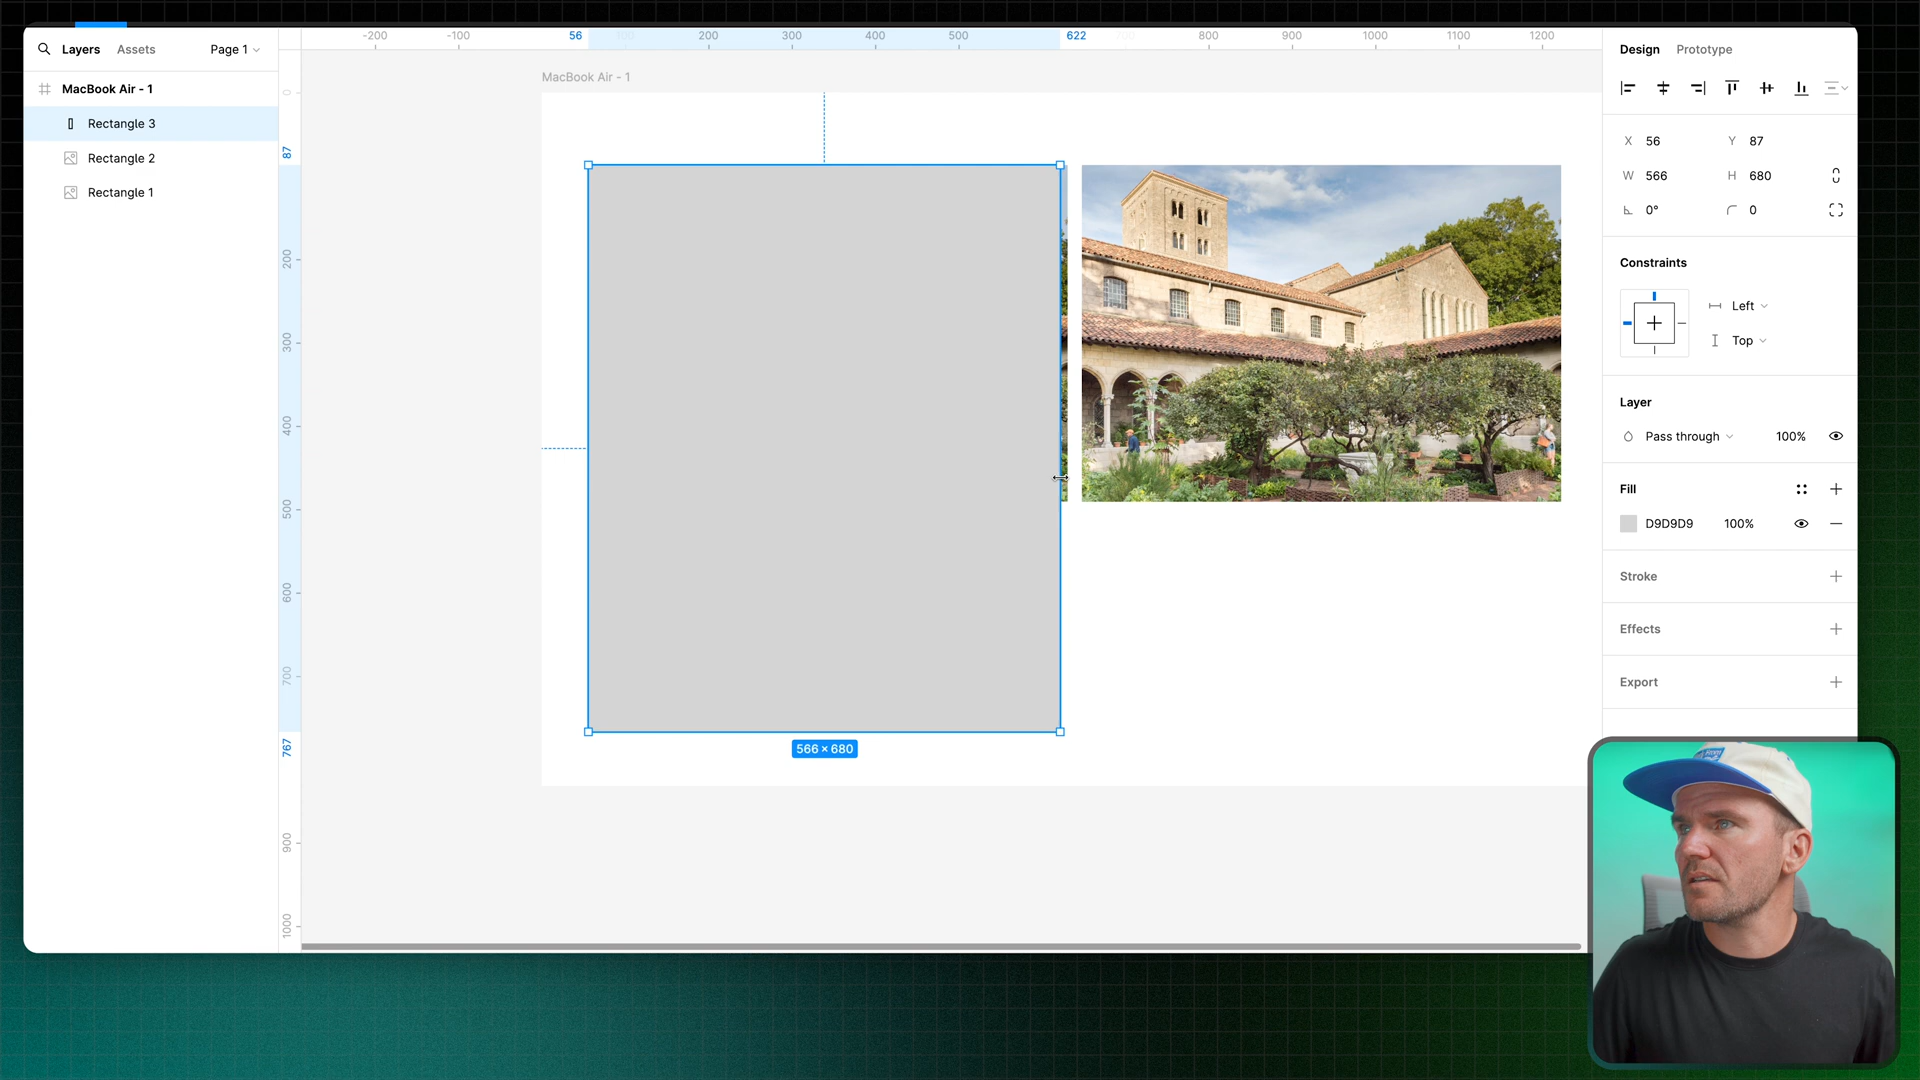 Layers
Assets
Page 1
MacBook Air - 1
Rectangle 3
Rectangle 2
Rectangle 1
-200
-100
56
200
300
400
500
622
800
900
1000
1100
1200
0
87
200
300
400
500
600
700
767
900
1000
MacBook Air - 1
566 × 680
Design
Prototype
X 56
Y 87
W 566
H 680
0°
0
Constraints
Left
Top
Layer
Pass through
100%
Fill
D9D9D9
100%
Stroke
Effects
Export